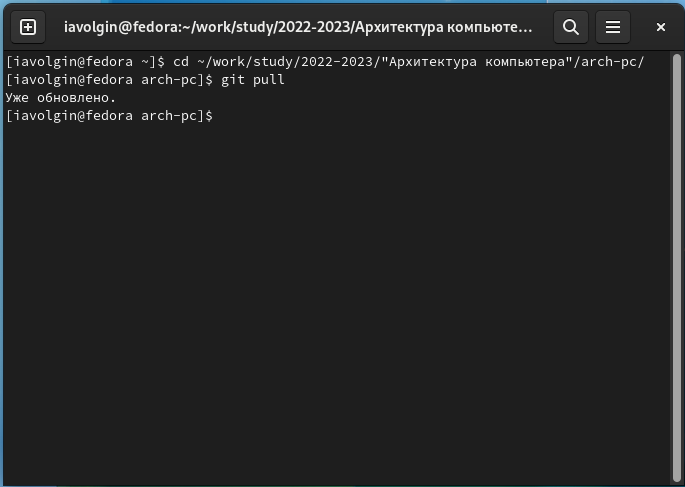 iavolgin@fedora:~/work/study/2022-2023/Архитектура компьюте...
[iavolgin@fedora ~]$ cd ~/work/study/2022-2023/"Архитектура компьютера"/arch-pc/
[iavolgin@fedora arch-pc]$ git pull
Уже обновлено.
[iavolgin@fedora arch-pc]$